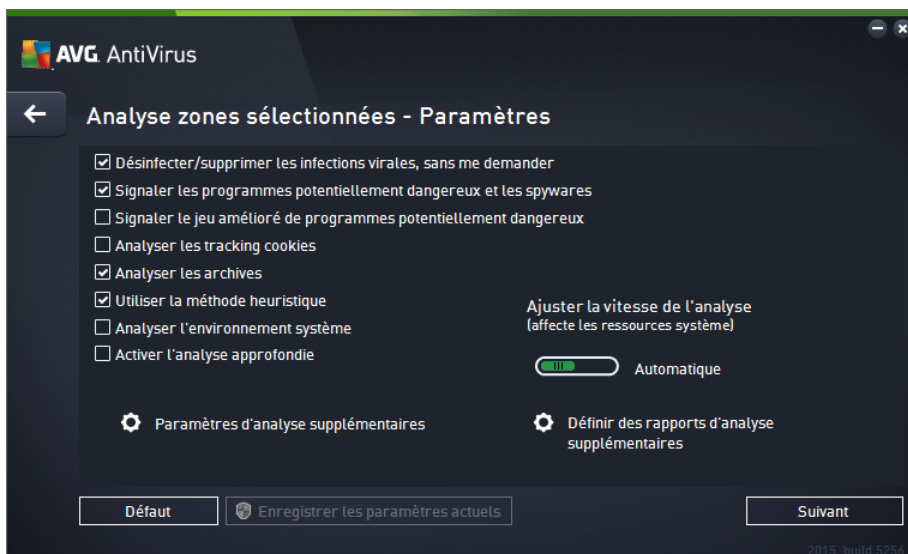 AVG. AntiVirus
Analyse zones sélectionnées - Paramètres
Désinfecter/supprimer les infections virales, sans me demander
Signaler les programmes potentiellement dangereux et les spywares
Signaler le jeu amélioré de programmes potentiellement dangereux
Analyser les tracking cookies
Analyser les archives
Utiliser la méthode heuristique
Analyser l'environnement système
Activer l'analyse approfondie
Ajuster la vitesse de l'analyse
(affecte les ressources système)
Automatique
Paramètres d'analyse supplémentaires
Définir des rapports d'analyse
supplémentaires
Défaut
Enregistrer les paramètres actuels
Suivant
2015, build 5256